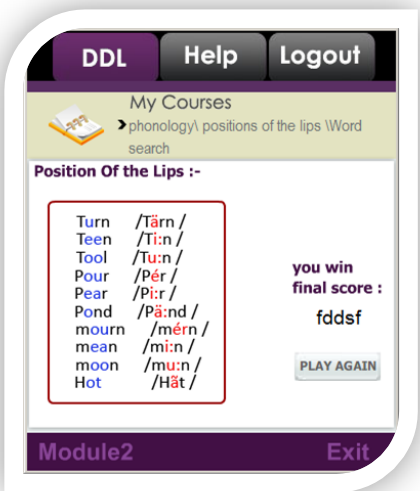 DDL Help Logout
My Courses
phonology\ positions of the lips \Word
search
Position Of the Lips :-
Turn /Tärn /
Teen /Ti:n /
Tool /Tu:n /
Pour /Pér /
Pear /Pi:r /
Pond /Pä:nd /
mourn /mérn /
mean /mi:n /
moon /mu:n /
Hot /Hãt /
you win
final score :
fddsf
PLAY AGAIN
Module2 Exit